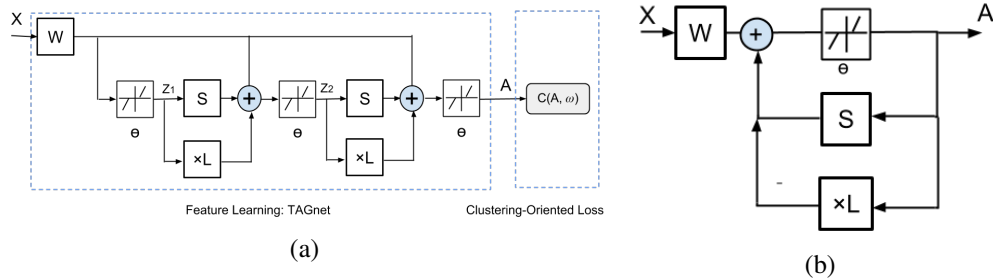 X
W
Z1
S
+
Z2
S
+
A
C(A, ω)
Θ
Θ
Θ
×L
×L
Feature Learning: TAGnet
Clustering-Oriented Loss
(a)
X
W
+
A
Θ
S
-
×L
(b)